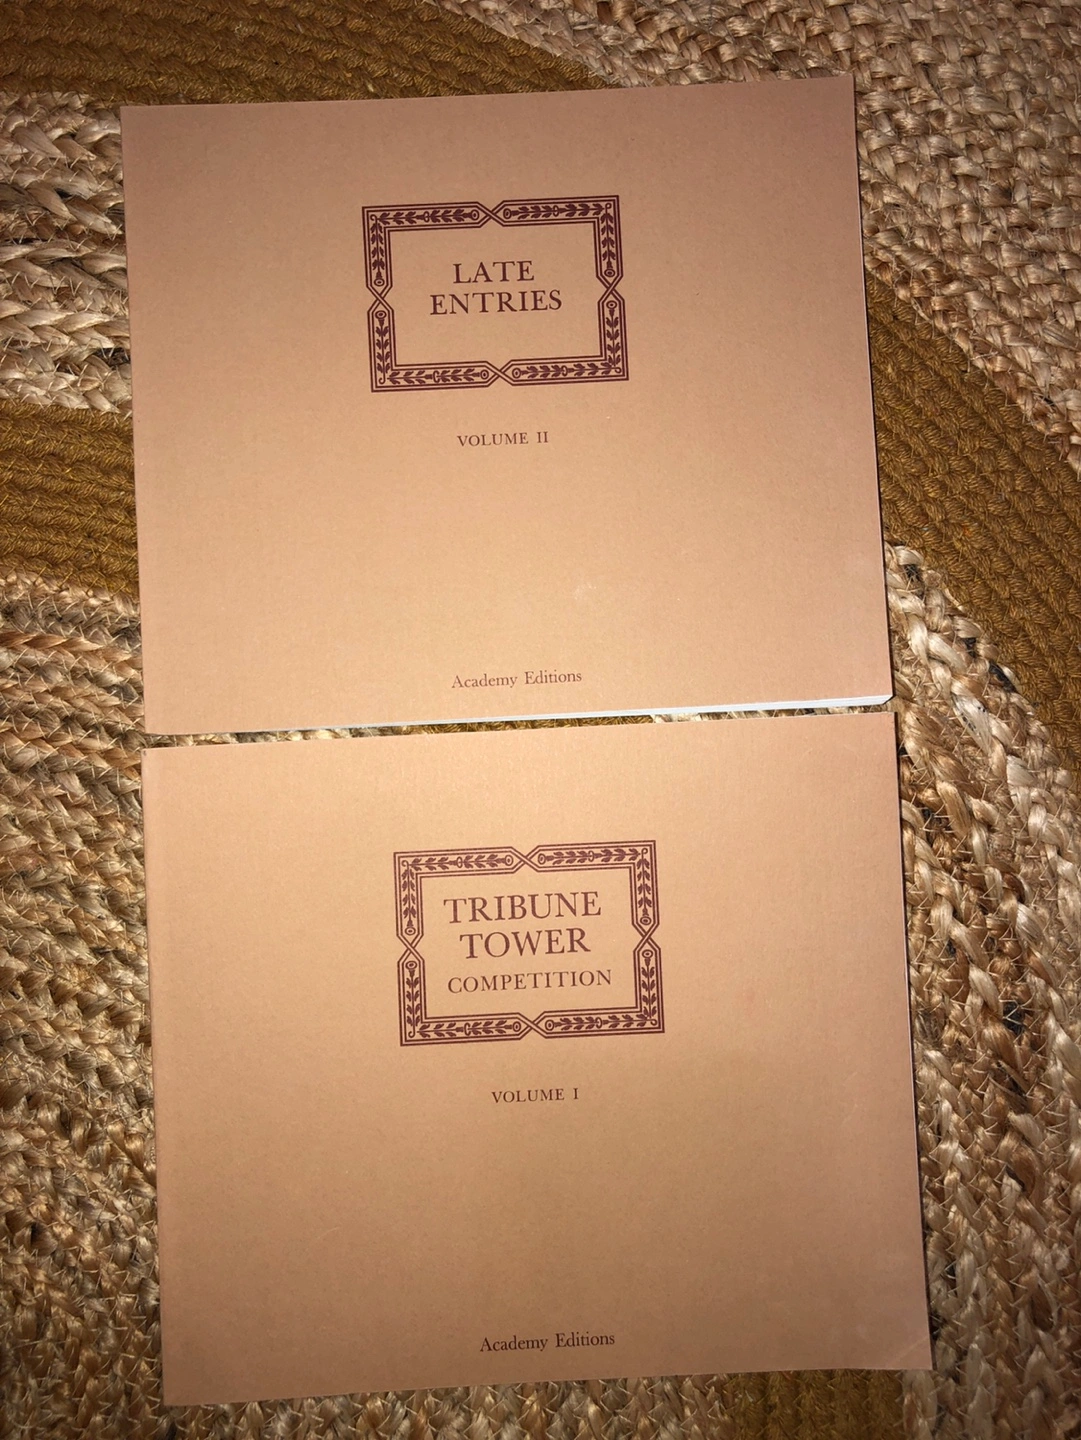 LATE
ENTRIES
VOLUME II
Academy Editions
TRIBUNE
TOWER
COMPETITION
VOLUME I
Academy Editions